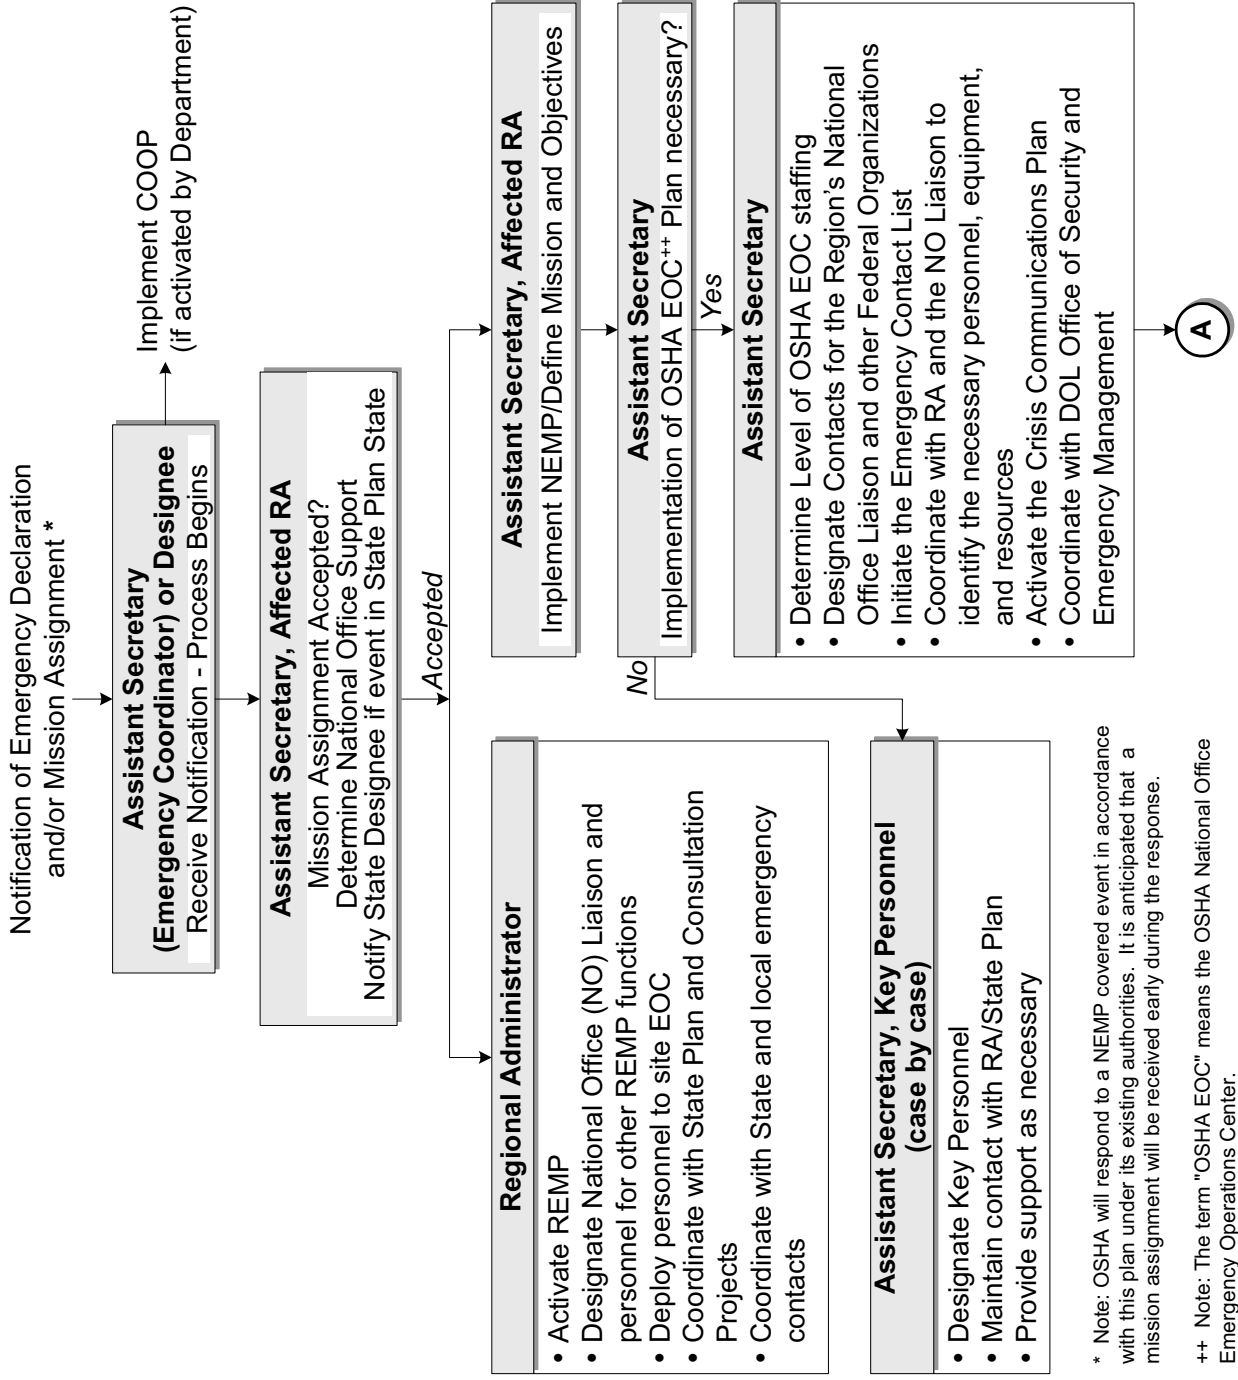 Notification of Emergency Declaration
and/or Mission Assignment *
Assistant Secretary
(Emergency Coordinator) or Designee
Receive Notification - Process Begins
Implement COOP
(if activated by Department)
Assistant Secretary, Affected RA
Mission Assignment Accepted?
Determine National Office Support
Notify State Designee if event in State Plan State
Accepted
Regional Administrator
• Activate REMP
• Designate National Office (NO) Liaison and
personnel for other REMP functions
• Deploy personnel to site EOC
• Coordinate with State Plan and Consultation
Projects
• Coordinate with State and local emergency
contacts
Assistant Secretary, Affected RA
Implement NEMP/Define Mission and Objectives
Assistant Secretary
Implementation of OSHA EOC++ Plan necessary?
No
Yes
Assistant Secretary, Key Personnel
(case by case)
• Designate Key Personnel
• Maintain contact with RA/State Plan
• Provide support as necessary
Assistant Secretary
• Determine Level of OSHA EOC staffing
• Designate Contacts for the Region's National
Office Liaison and other Federal Organizations
• Initiate the Emergency Contact List
• Coordinate with RA and the NO Liaison to
identify the necessary personnel, equipment,
and resources
• Activate the Crisis Communications Plan
• Coordinate with DOL Office of Security and
Emergency Management
A
* Note: OSHA will respond to a NEMP covered event in accordance
with this plan under its existing authorities. It is anticipated that a
mission assignment will be received early during the response.
++ Note: The term "OSHA EOC" means the OSHA National Office
Emergency Operations Center.